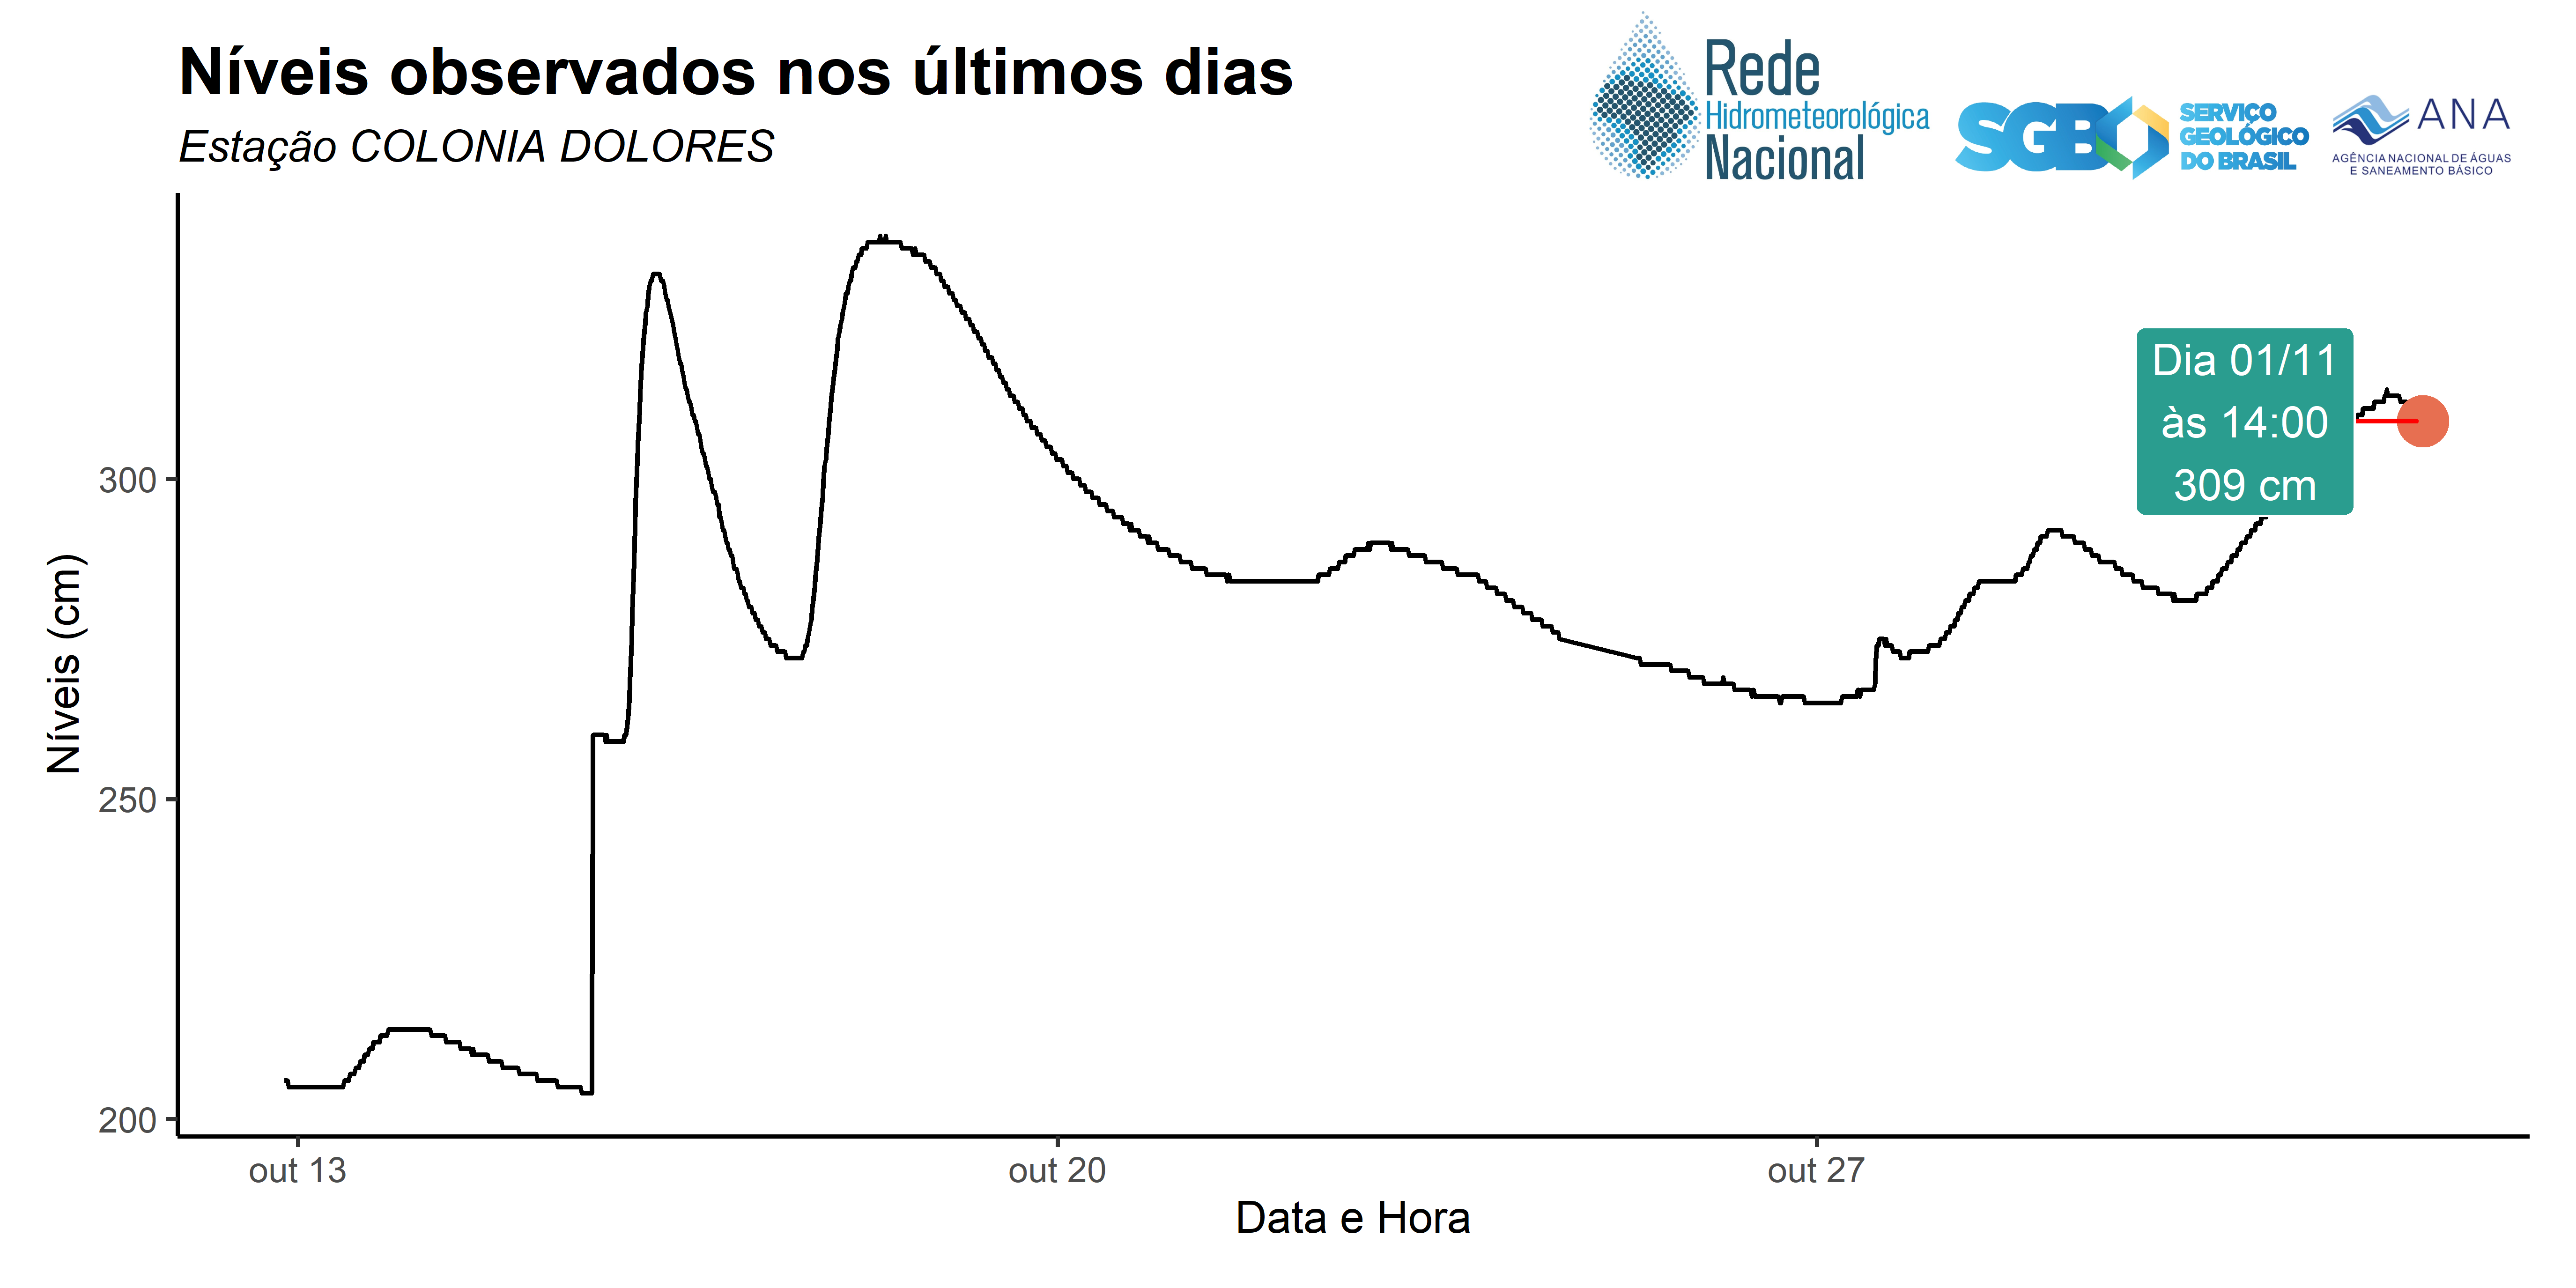 Níveis observados nos últimos dias
Estação COLONIA DOLORES
Rede
Hidrometeorológica
Nacional
SGB
SERVIÇO
GEOLÓGICO
DO BRASIL
ANA
AGÊNCIA NACIONAL DE ÁGUAS
E SANEAMENTO BÁSICO
Dia 01/11
às 14:00
309 cm
Níveis (cm)
300
250
200
out 13
out 20
out 27
Data e Hora